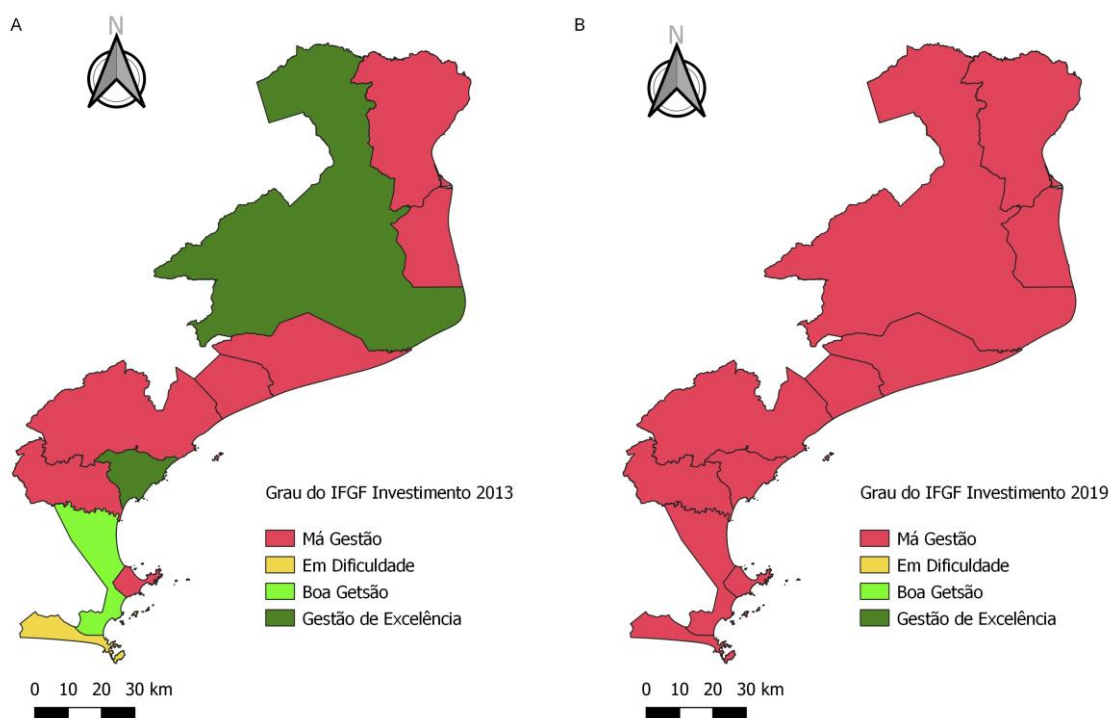 A
N
Grau do IFGF Investimento 2013
Má Gestão
Em Dificuldade
Boa Getsão
Gestão de Excelência
0 10 20 30 km
B
N
Grau do IFGF Investimento 2019
Má Gestão
Em Dificuldade
Boa Getsão
Gestão de Excelência
0 10 20 30 km